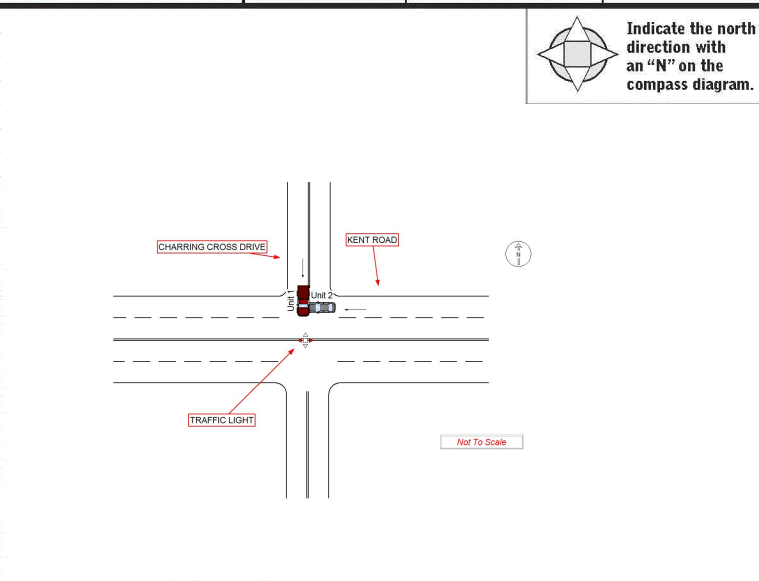 Indicate the north
direction with
an “N” on the
compass diagram.
CHARRING CROSS DRIVE
KENT ROAD
N
Unit 1
Unit 2
TRAFFIC LIGHT
Not To Scale